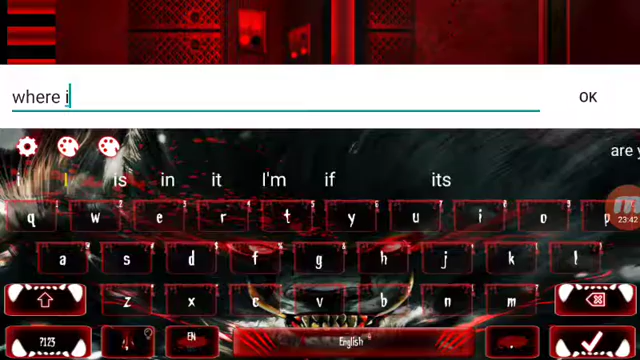 where i
OK
are y
i I is in it I'm if its
23:42
q w e r t y u i o p
a s d f g h j k l
z x c v b n m
?123 EN English .